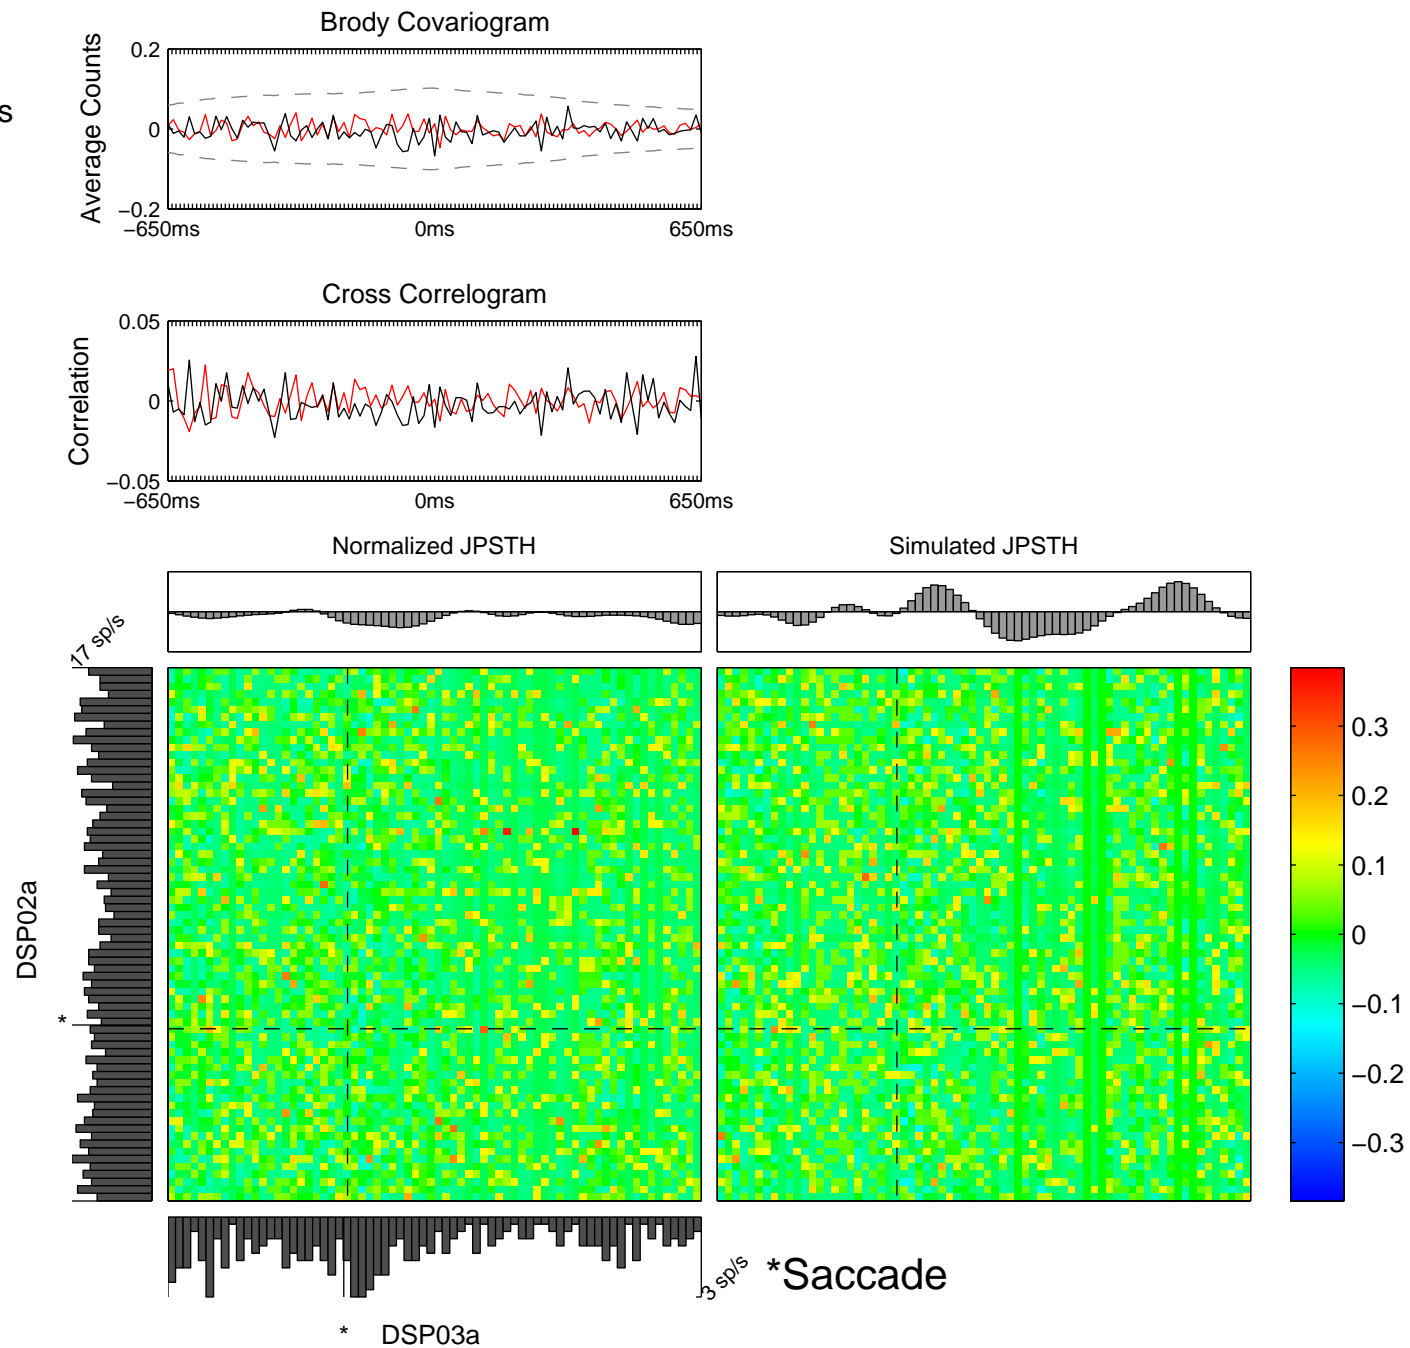 Brody Covariogram
0.2
0
−0.2
Average Counts
s
−650ms 0ms 650ms
Cross Correlogram
0.05
0
−0.05
Correlation
−650ms 0ms 650ms
Normalized JPSTH
Simulated JPSTH
17 sp/s
DSP02a
*
0.3
0.2
0.1
0
−0.1
−0.2
−0.3
3 sp/s
*Saccade
* DSP03a